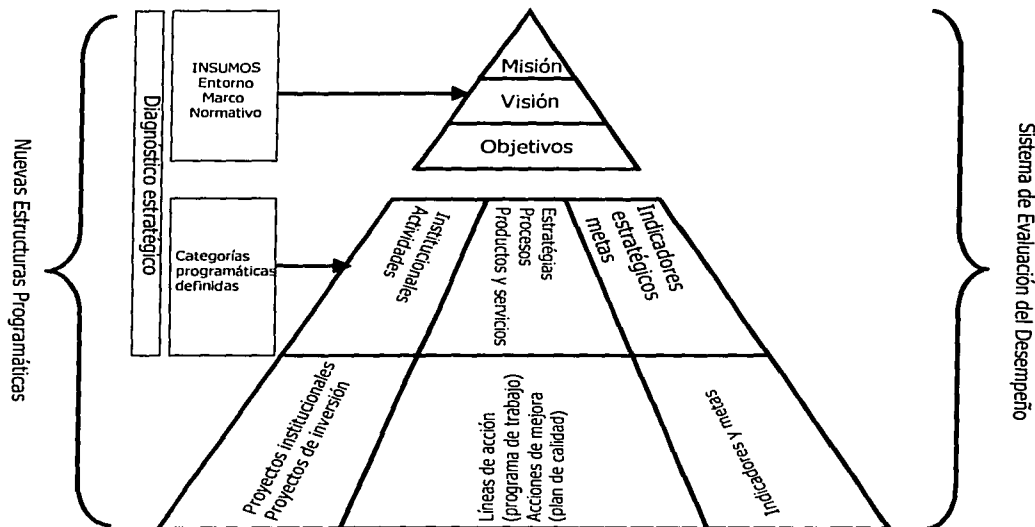 Nuevas Estructuras Programáticas
Diagnóstico estratégico
INSUMOS
Entorno
Marco
Normativo
Categorías
programáticas
definidas
Misión
Visión
Objetivos
Institucionales
Actividades
Estratégias
Procesos
Productos y servicios
Indicadores
estratégicos
metas
Proyectos institucionales
Proyectos de inversión
Líneas de acción
(programa de trabajo)
Acciones de mejora
(plan de calidad)
Indicadores y metas
Sistema de Evaluación del Desempeño